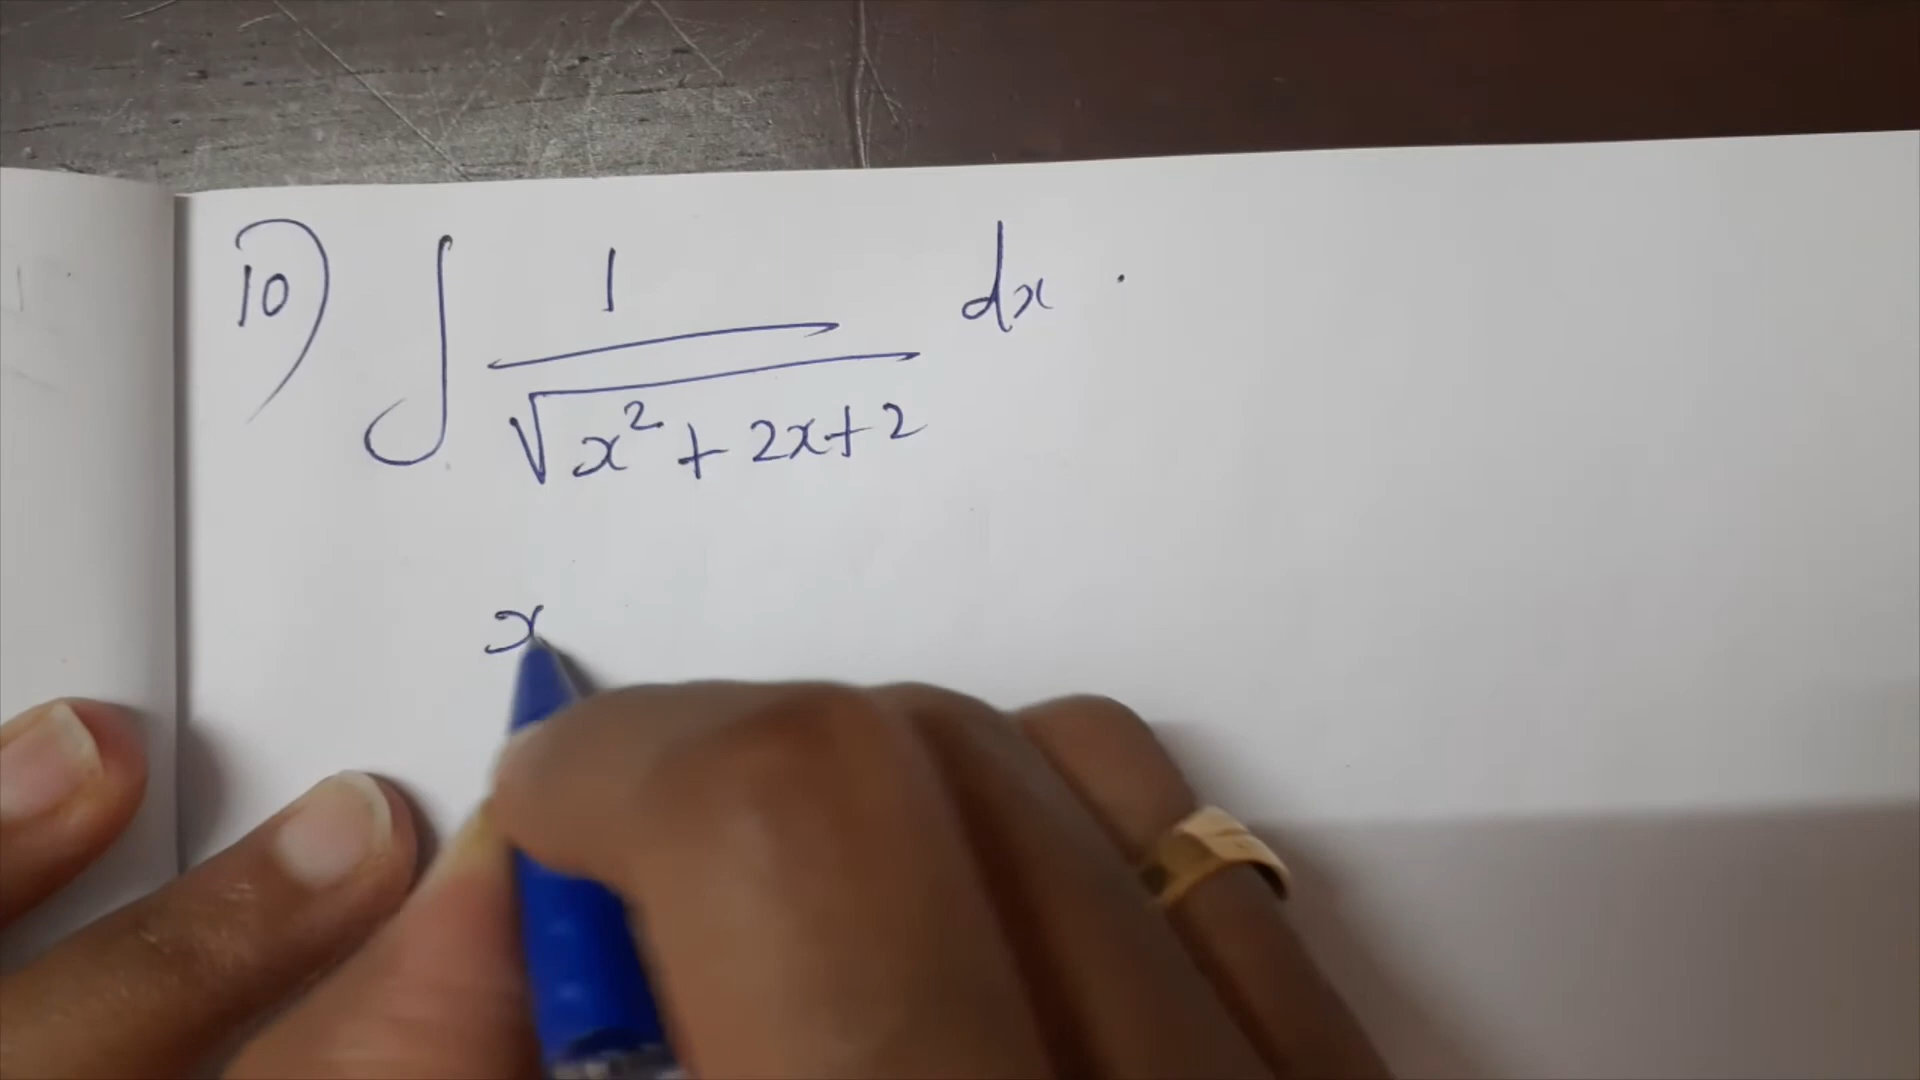 10) ∫ 1/√(x² + 2x + 2) dx .
x